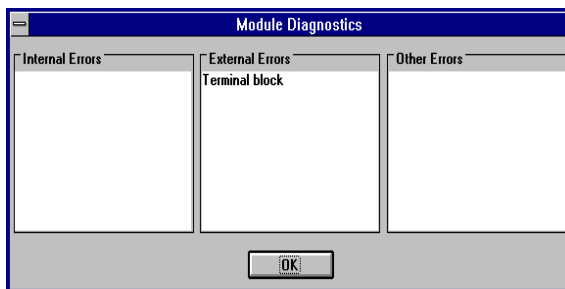 Module Diagnostics
Internal Errors
External Errors
Other Errors
Terminal block
OK